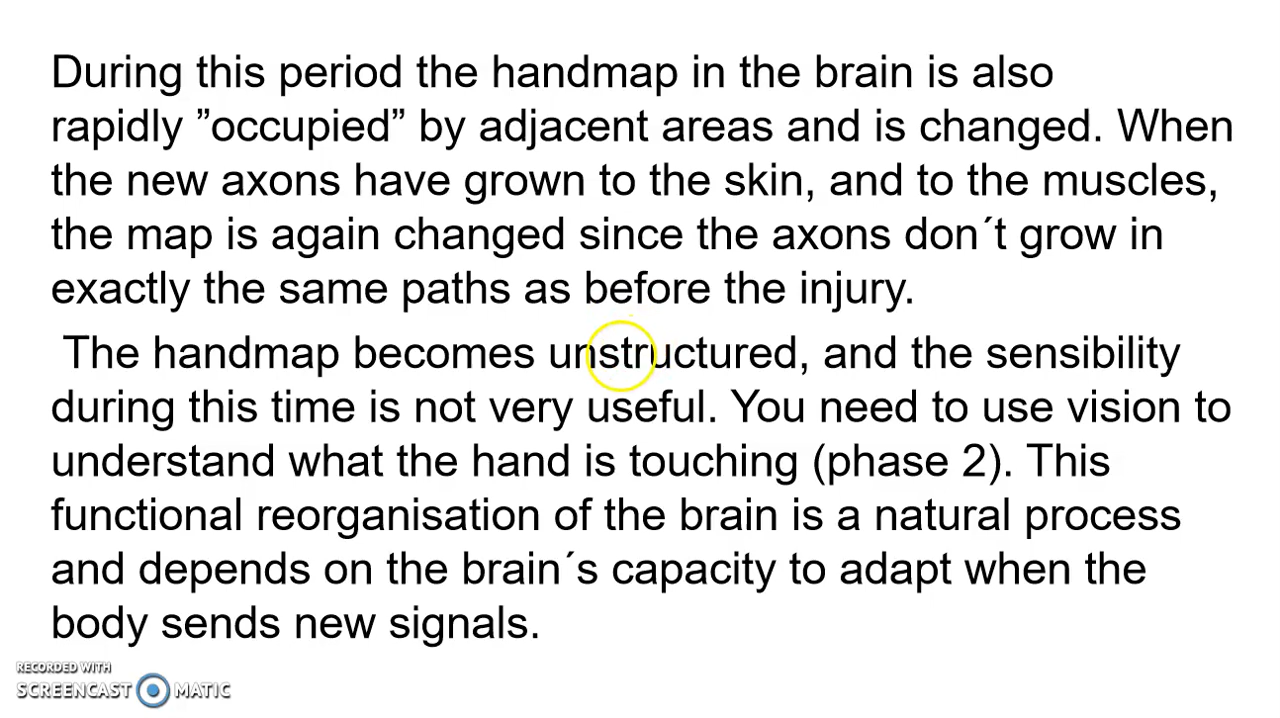 During this period the handmap in the brain is also
rapidly ”occupied” by adjacent areas and is changed. When
the new axons have grown to the skin, and to the muscles,
the map is again changed since the axons don´t grow in
exactly the same paths as before the injury.
The handmap becomes unstructured, and the sensibility
during this time is not very useful. You need to use vision to
understand what the hand is touching (phase 2). This
functional reorganisation of the brain is a natural process
and depends on the brain´s capacity to adapt when the
body sends new signals.
RECORDED WITH
SCREENCAST MATIC